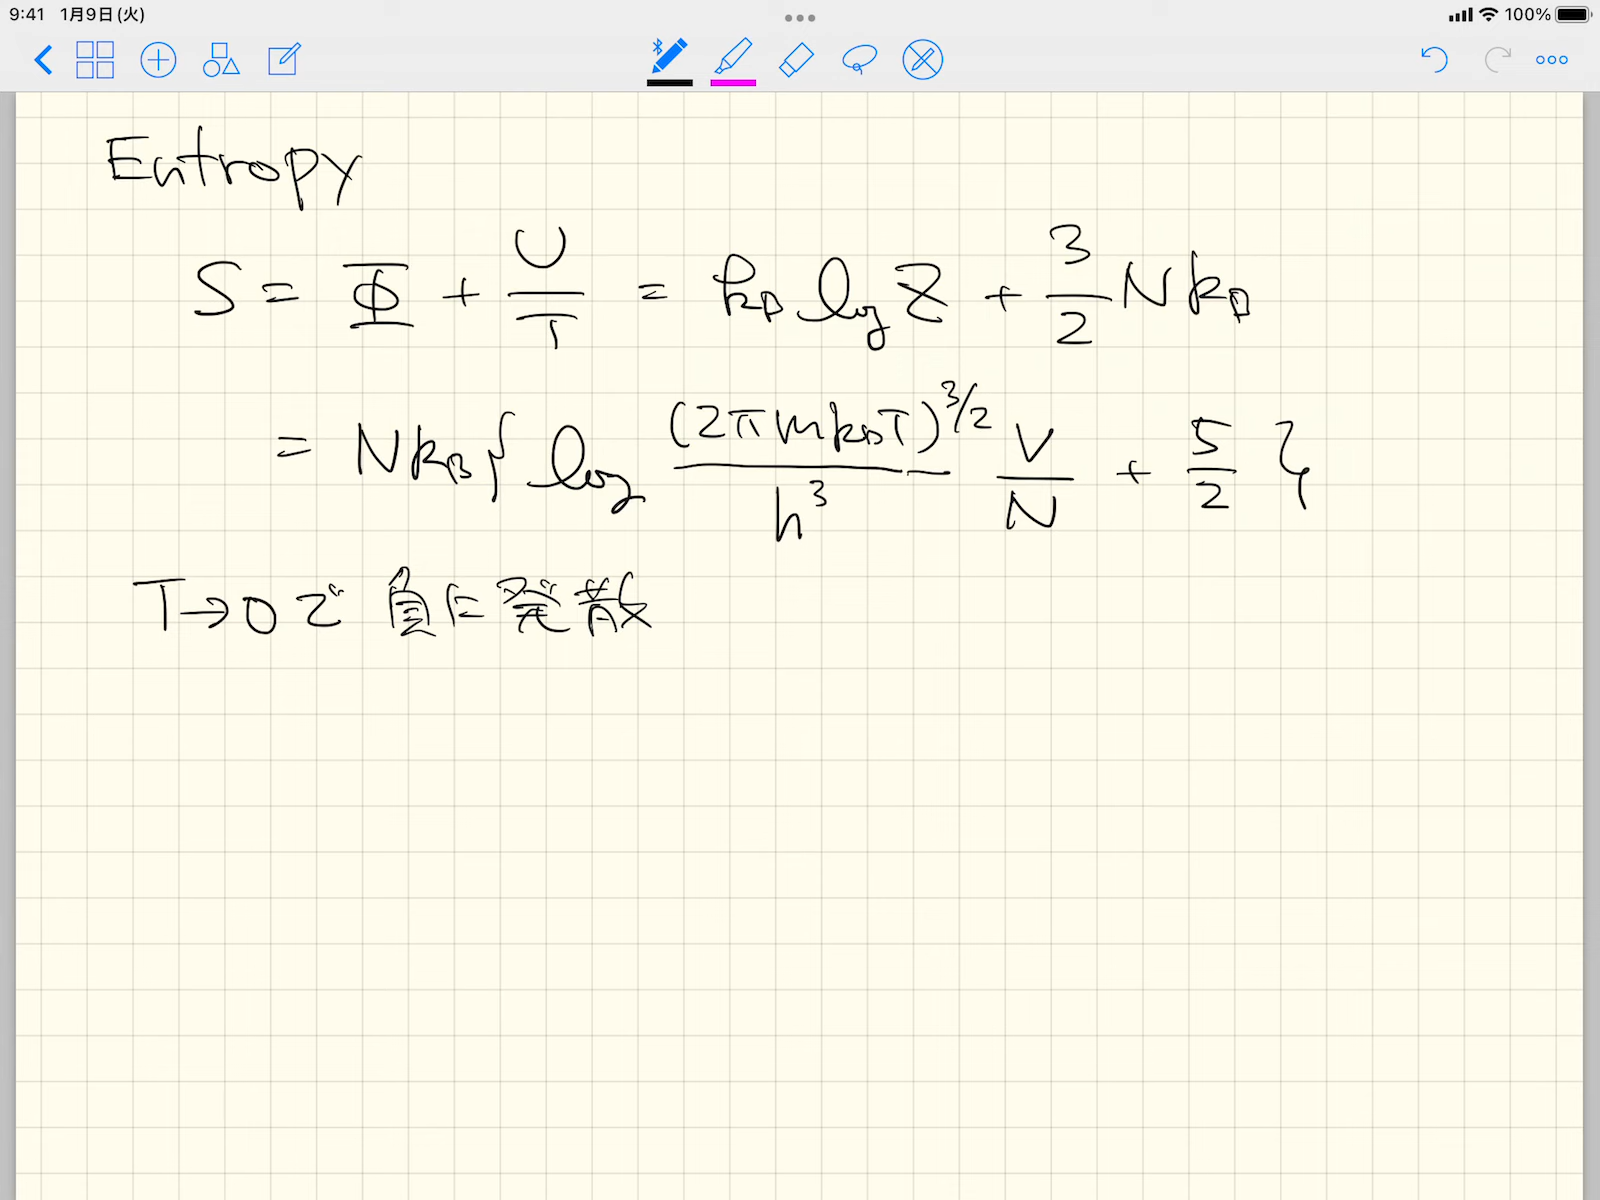 9:41 1月9日(火) 100%
Entropy
S = Φ + U/T = k_B log Z + 3/2 N k_B
= N k_B { log (2πmk_BT)^3/2 / h^3 V/N + 5/2 }
T→0で 負に発散